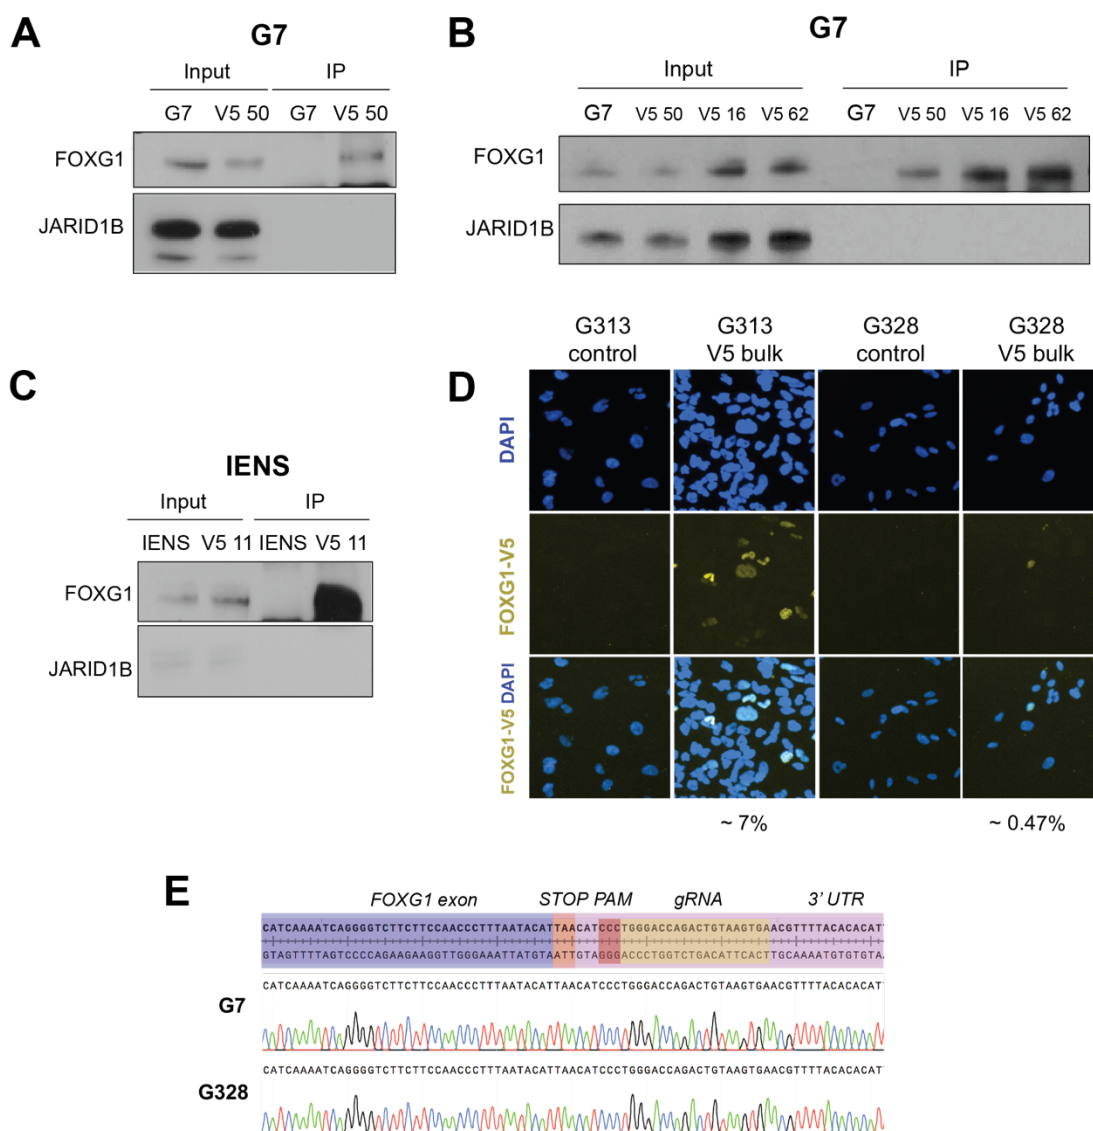 A
G7
Input IP
G7 V5 50 G7 V5 50
FOXG1
JARID1B
B
G7
Input IP
G7 V5 50 V5 16 V5 62 G7 V5 50 V5 16 V5 62
FOXG1
JARID1B
C
IENS
Input IP
IENS V5 11 IENS V5 11
FOXG1
JARID1B
D
G313 control G313 V5 bulk G328 control G328 V5 bulk
DAPI
FOXG1-V5
FOXG1-V5 DAPI
~ 7% ~ 0.47%
E
FOXG1 exon STOP PAM gRNA 3' UTR
CATCAAAATCAGGGGTCTTCTTCCAACCCTTTAATACATTAACATCCCTGGGACCAGACTGTAAGTGAACGTTTTACACACAT
GTAGTTTTAGTCCCCAGAAGAAGGTTGGGAAATTATGTAATTGTAGGGACCCTGGTCTGACATTCACTTGCAAAATGTGTGTA
CATCAAAATCAGGGGTCTTCTTCCAACCCTTTAATACATTAACATCCCTGGGACCAGACTGTAAGTGAACGTTTTACACACAT
G7
CATCAAAATCAGGGGTCTTCTTCCAACCCTTTAATACATTAACATCCCTGGGACCAGACTGTAAGTGAACGTTTTACACACAT
G328